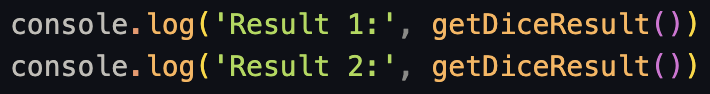 console.log('Result 1:', getDiceResult())
console.log('Result 2:', getDiceResult())